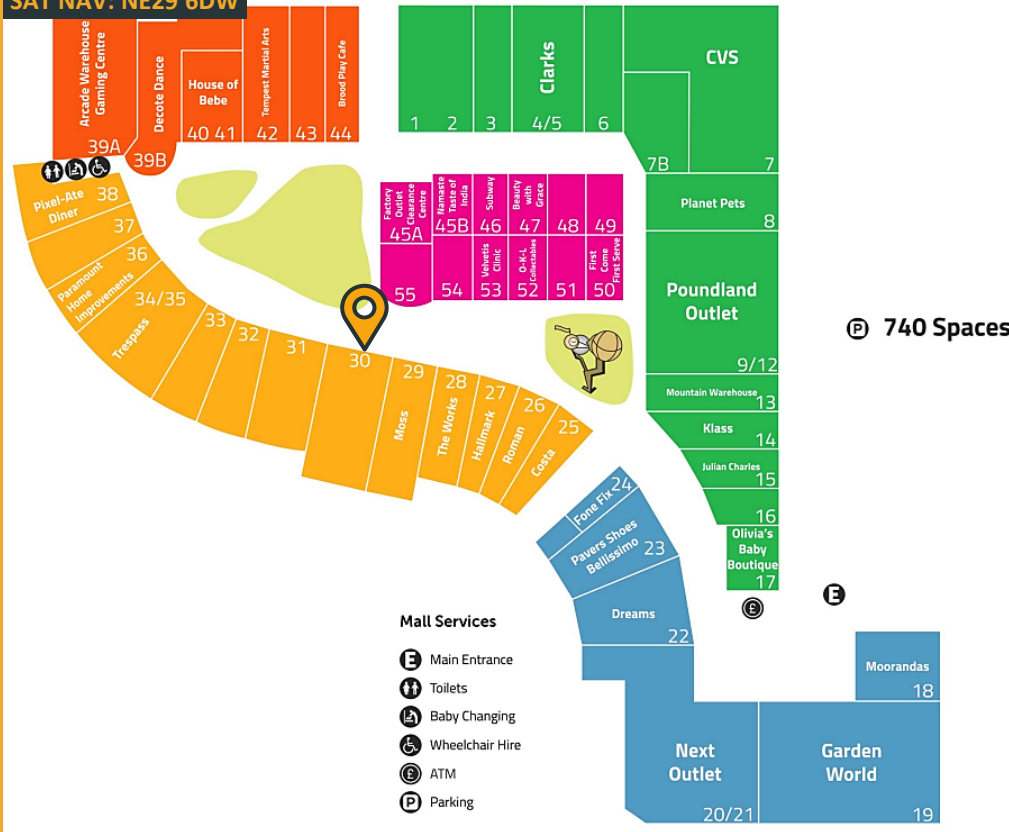 SAT NAV: NE29 6DW
Arcade Warehouse
Gaming Centre
39A
Decote Dance
39B
House of
Bebe
40 41
Tempest Martial Arts
42
43
Brood Play Cafe
44
1
2
3
Clarks
4/5
6
7B
CVS
7
Planet Pets
8
Poundland
Outlet
9/12
Mountain Warehouse
13
Klass
14
Julian Charles
15
16
Olivia's
Baby
Boutique
17
Factory
Outlet
Clearance
Centre
45A
Namaste
Taste of
India
45B
Subway
46
Beauty
with
Grace
47
48
49
55
54
Velvetis
Clinic
53
O-K-L
Collectables
52
51
First
Come
First Serve
50
Pixel-Ate
Diner
38
37
36
Paramount
Home
Improvements
34/35
Trespass
33
32
31
30
29
Moss
28
The Works
27
Hallmark
26
Roman
25
Costa
P 740 Spaces
24
Fone Fix
Pavers Shoes
Bellissimo
23
Dreams
22
£
E
Moorandas
18
Next
Outlet
20/21
Garden
World
19
Mall Services
E Main Entrance
Toilets
Baby Changing
Wheelchair Hire
£ ATM
P Parking